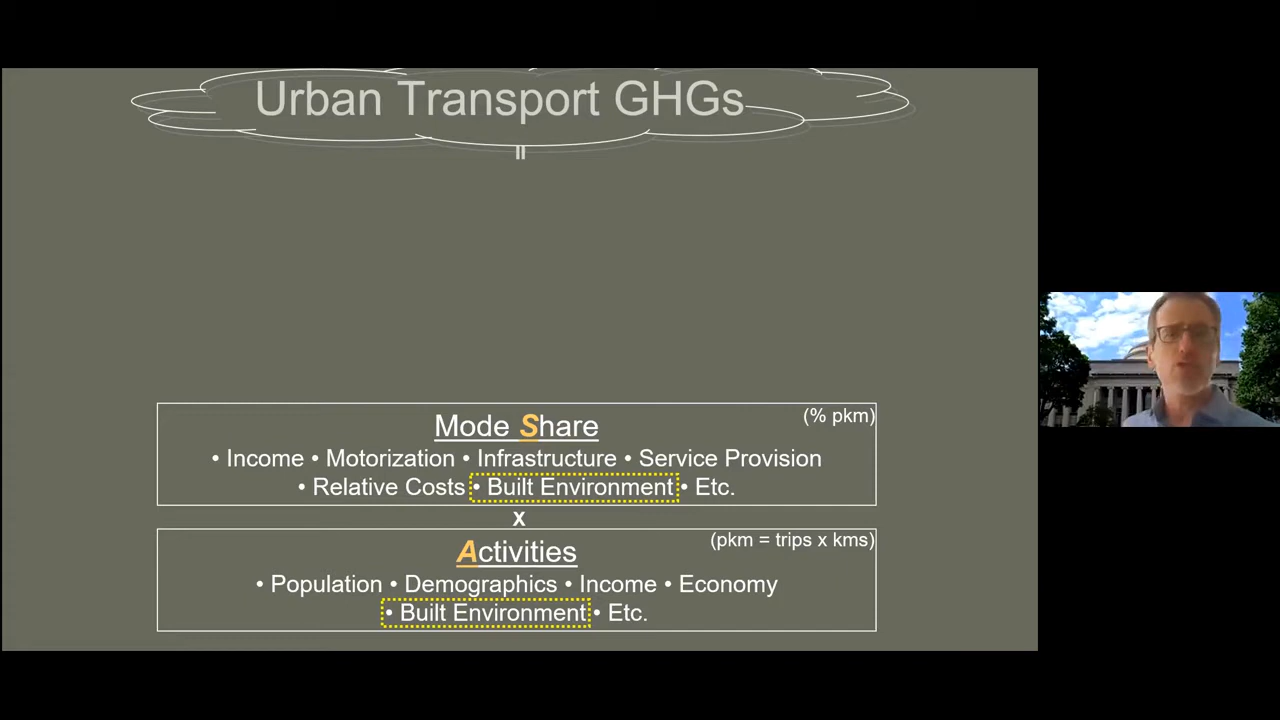 Urban Transport GHGs
=
Mode Share
(% pkm)
• Income • Motorization • Infrastructure • Service Provision
• Relative Costs • Built Environment • Etc.
x
Activities
(pkm = trips x kms)
• Population • Demographics • Income • Economy
• Built Environment • Etc.